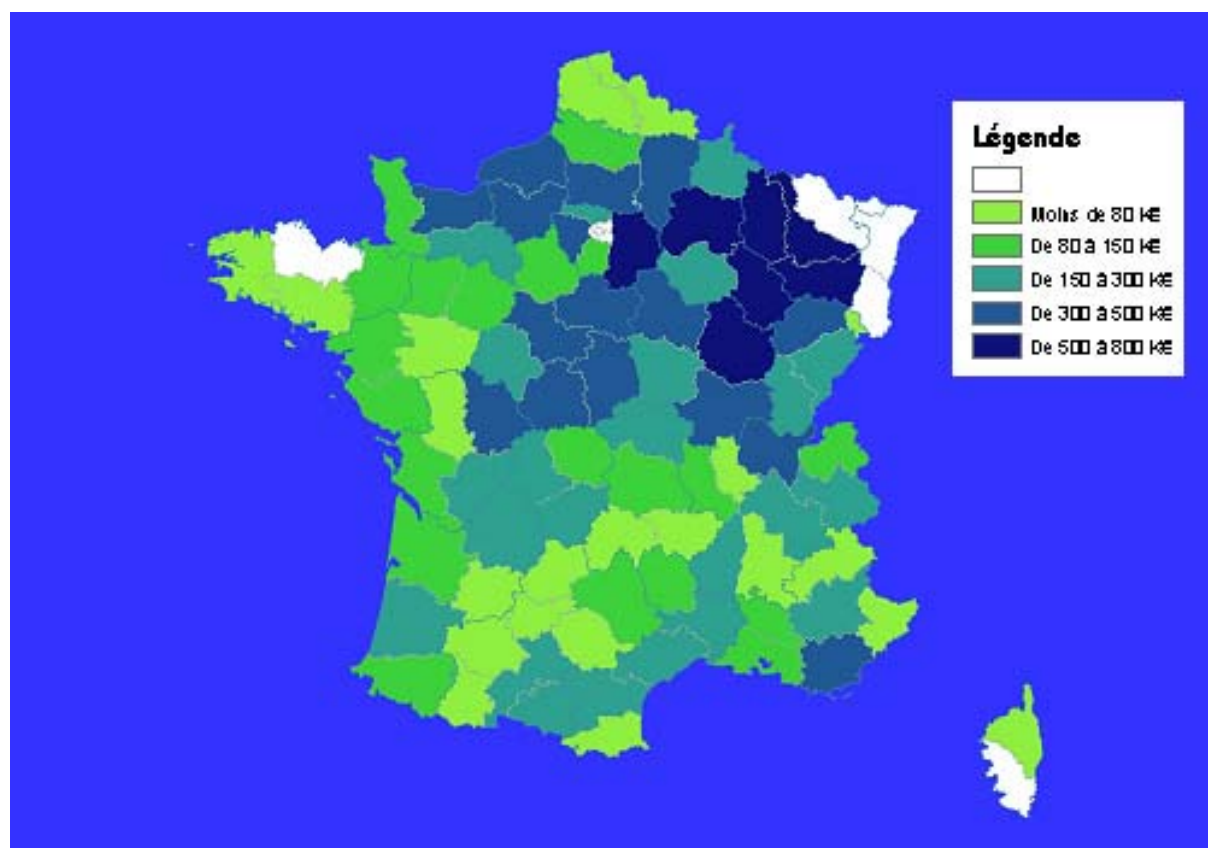 Légende
Moins de 80 k€
De 80 à 150 k€
De 150 à 300 k€
De 300 à 500 k€
De 500 à 800 k€